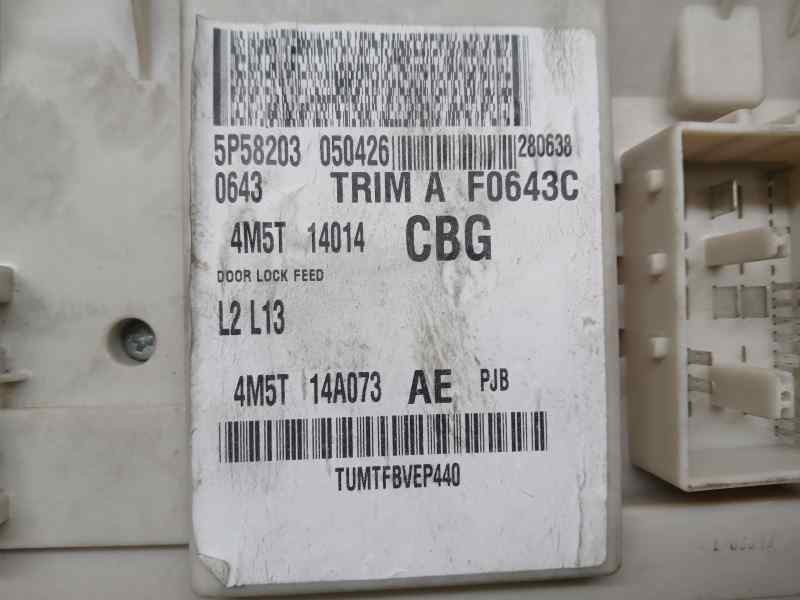 5P58203 050426 280638
0643 TRIM A F0643C
4M5T 14014 CBG
DOOR LOCK FEED
L2 L13
4M5T 14A073 AE PJB
TUMTFBVEP440